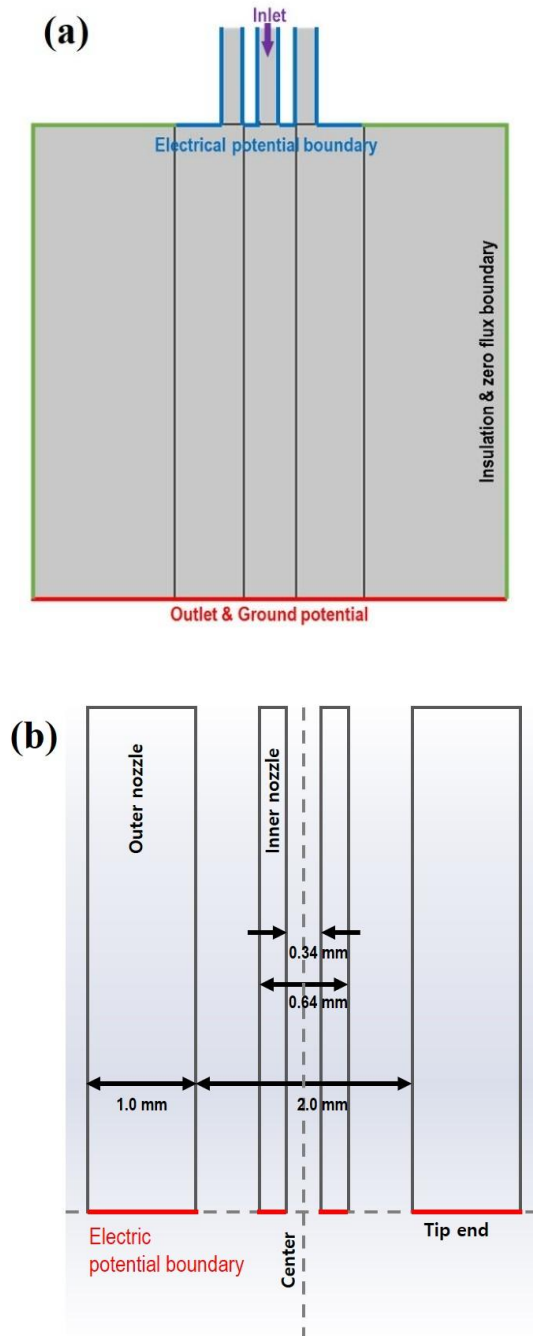 (a)
Inlet
Electrical potential boundary
Insulation & zero flux boundary
Outlet & Ground potential
(b)
Outer nozzle
Inner nozzle
0.34 mm
0.64 mm
1.0 mm
2.0 mm
Electric
potential boundary
Center
Tip end